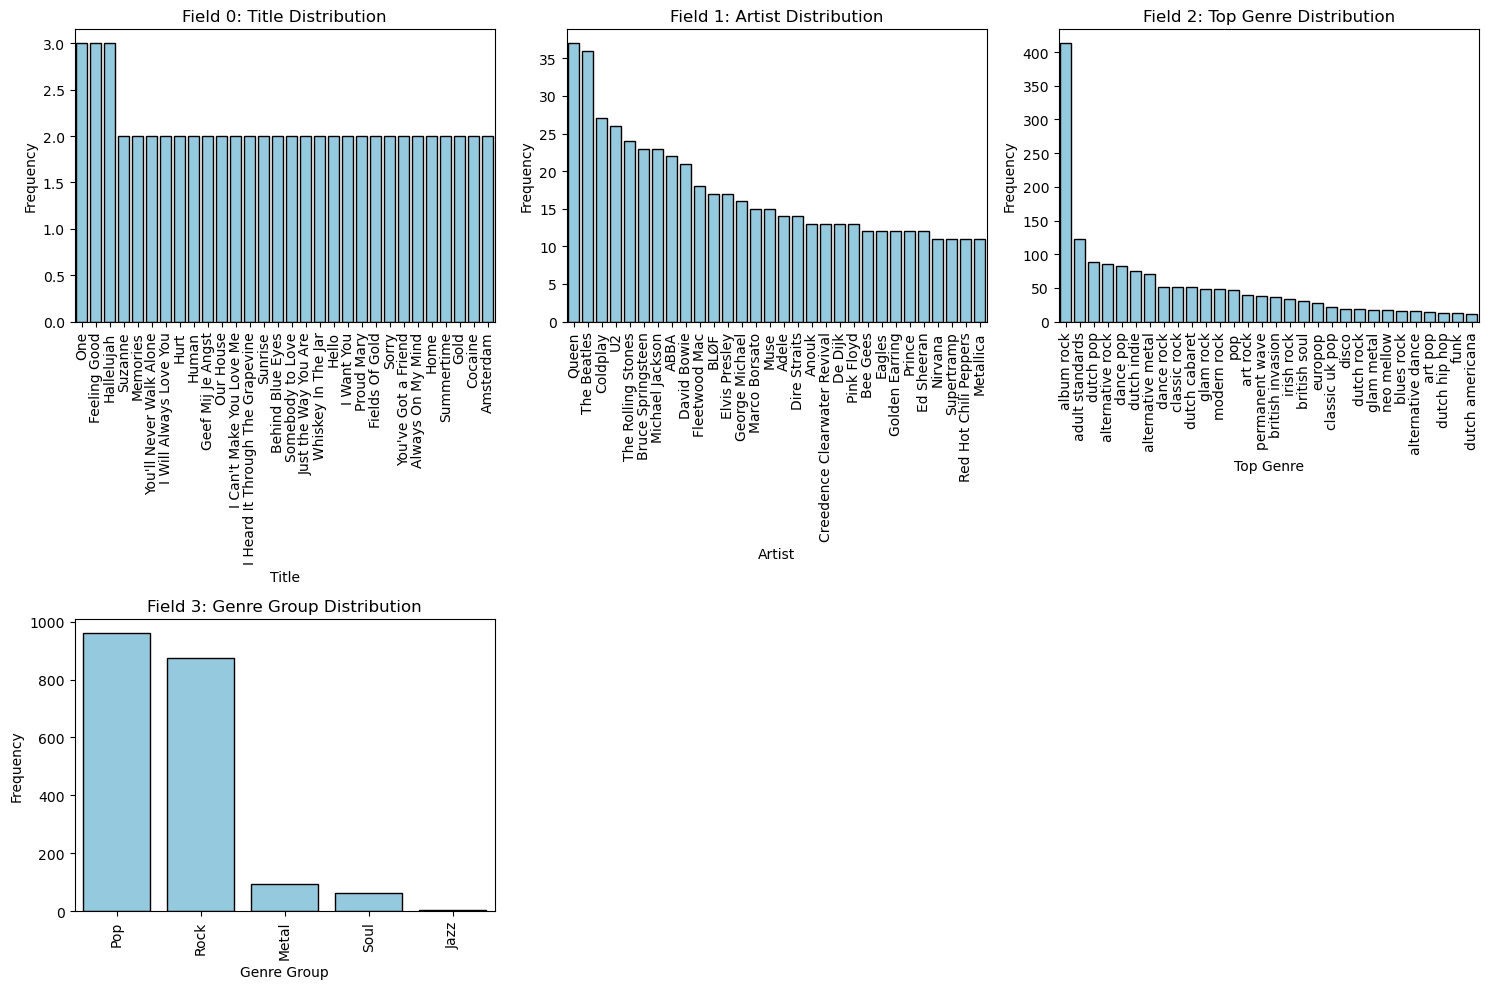 Field 0: Title Distribution
Frequency
3.0
2.5
2.0
1.5
1.0
0.5
0.0
One
Feeling Good
Hallelujah
Suzanne
Memories
You'll Never Walk Alone
I Will Always Love You
Hurt
Human
Geef Mij Je Angst
Our House
I Can't Make You Love Me
I Heard It Through The Grapevine
Sunrise
Behind Blue Eyes
Somebody to Love
Just the Way You Are
Whiskey In The Jar
Hello
I Want You
Proud Mary
Fields Of Gold
Sorry
You've Got a Friend
Always On My Mind
Home
Summertime
Gold
Cocaine
Amsterdam
Title
Field 1: Artist Distribution
Frequency
35
30
25
20
15
10
5
0
Queen
The Beatles
Coldplay
U2
The Rolling Stones
Bruce Springsteen
Michael Jackson
ABBA
David Bowie
Fleetwood Mac
BLØF
Elvis Presley
George Michael
Marco Borsato
Muse
Adele
Dire Straits
Anouk
Creedence Clearwater Revival
De Dijk
Pink Floyd
Bee Gees
Eagles
Golden Earring
Prince
Ed Sheeran
Nirvana
Supertramp
Red Hot Chili Peppers
Metallica
Artist
Field 2: Top Genre Distribution
Frequency
400
350
300
250
200
150
100
50
0
album rock
adult standards
dutch pop
alternative rock
dance pop
dutch indie
alternative metal
dance rock
classic rock
dutch cabaret
glam rock
modern rock
pop
art rock
permanent wave
british invasion
irish rock
british soul
europop
classic uk pop
disco
dutch rock
glam metal
neo mellow
blues rock
alternative dance
art pop
dutch hip hop
funk
dutch americana
Top Genre
Field 3: Genre Group Distribution
Frequency
1000
800
600
400
200
0
Pop
Rock
Metal
Soul
Jazz
Genre Group